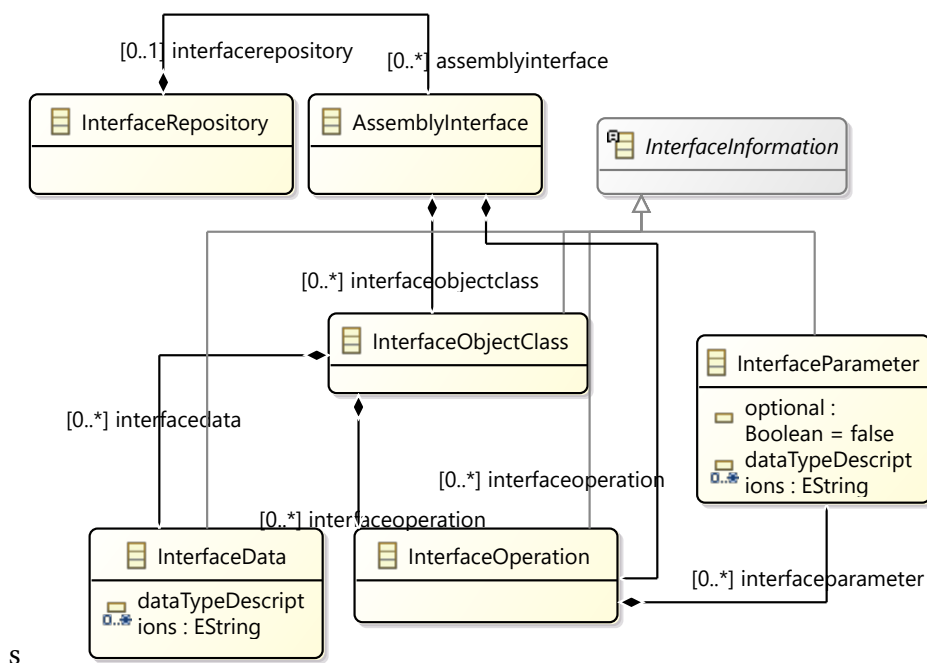 [0..1] interfacerepository
[0..*] assemblyinterface
InterfaceRepository
AssemblyInterface
InterfaceInformation
[0..*] interfaceobjectclass
InterfaceObjectClass
InterfaceParameter
optional :
Boolean = false
dataTypeDescript
ions : EString
[0..*] interfacedata
[0..*] interfaceoperation
[0..*] interfaceoperation
InterfaceData
dataTypeDescript
ions : EString
InterfaceOperation
[0..*] interfaceparameter
s